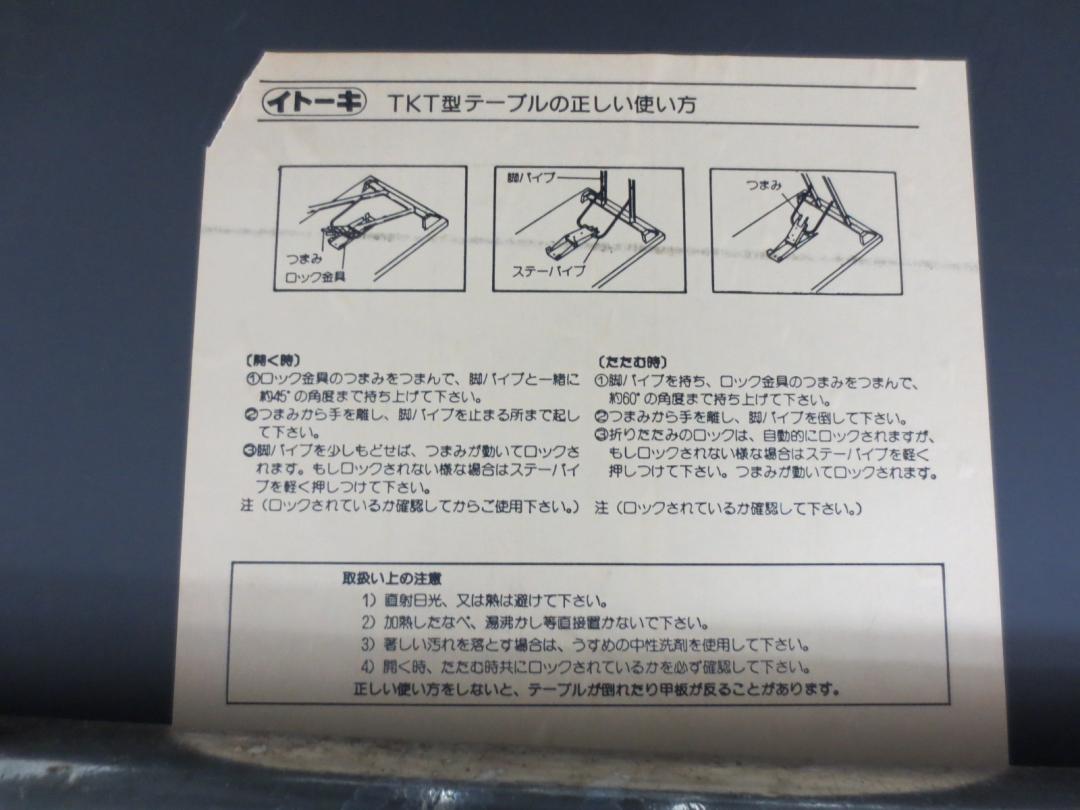 イトーキ TKT型テーブルの正しい使い方
つまみ
ロック金具
脚パイプ
ステーパイプ
つまみ
(開く時)
①ロック金具のつまみをつまんで、脚パイプと一緒に
約45°の角度まで持ち上げて下さい。
②つまみから手を離し、脚パイプを止まる所まで起し
て下さい。
③脚パイプを少しもどせば、つまみが動いてロックさ
れます。もしロックされない様な場合はステーパイ
プを軽く押しつけて下さい。
注(ロックされているか確認してからご使用下さい。)
(たたむ時)
①脚パイプを持ち、ロック金具のつまみをつまんで、
約60°の角度まで持ち上げて下さい。
②つまみから手を離し、脚パイプを倒して下さい。
③折りたたみのロックは、自動的にロックされますが、
もしロックされない様な場合はステーパイプを軽く
押しつけて下さい。つまみが動いてロックされます。
注(ロックされているか確認して下さい。)
取扱い上の注意
1)直射日光、又は熱は避けて下さい。
2)加熱したなべ、湯沸かし等直接置かないで下さい。
3)著しい汚れを落とす場合は、うすめの中性洗剤を使用して下さい。
4)開く時、たたむ時共にロックされているかを必ず確認して下さい。
正しい使い方をしないと、テーブルが倒れたり甲板が反ることがあります。